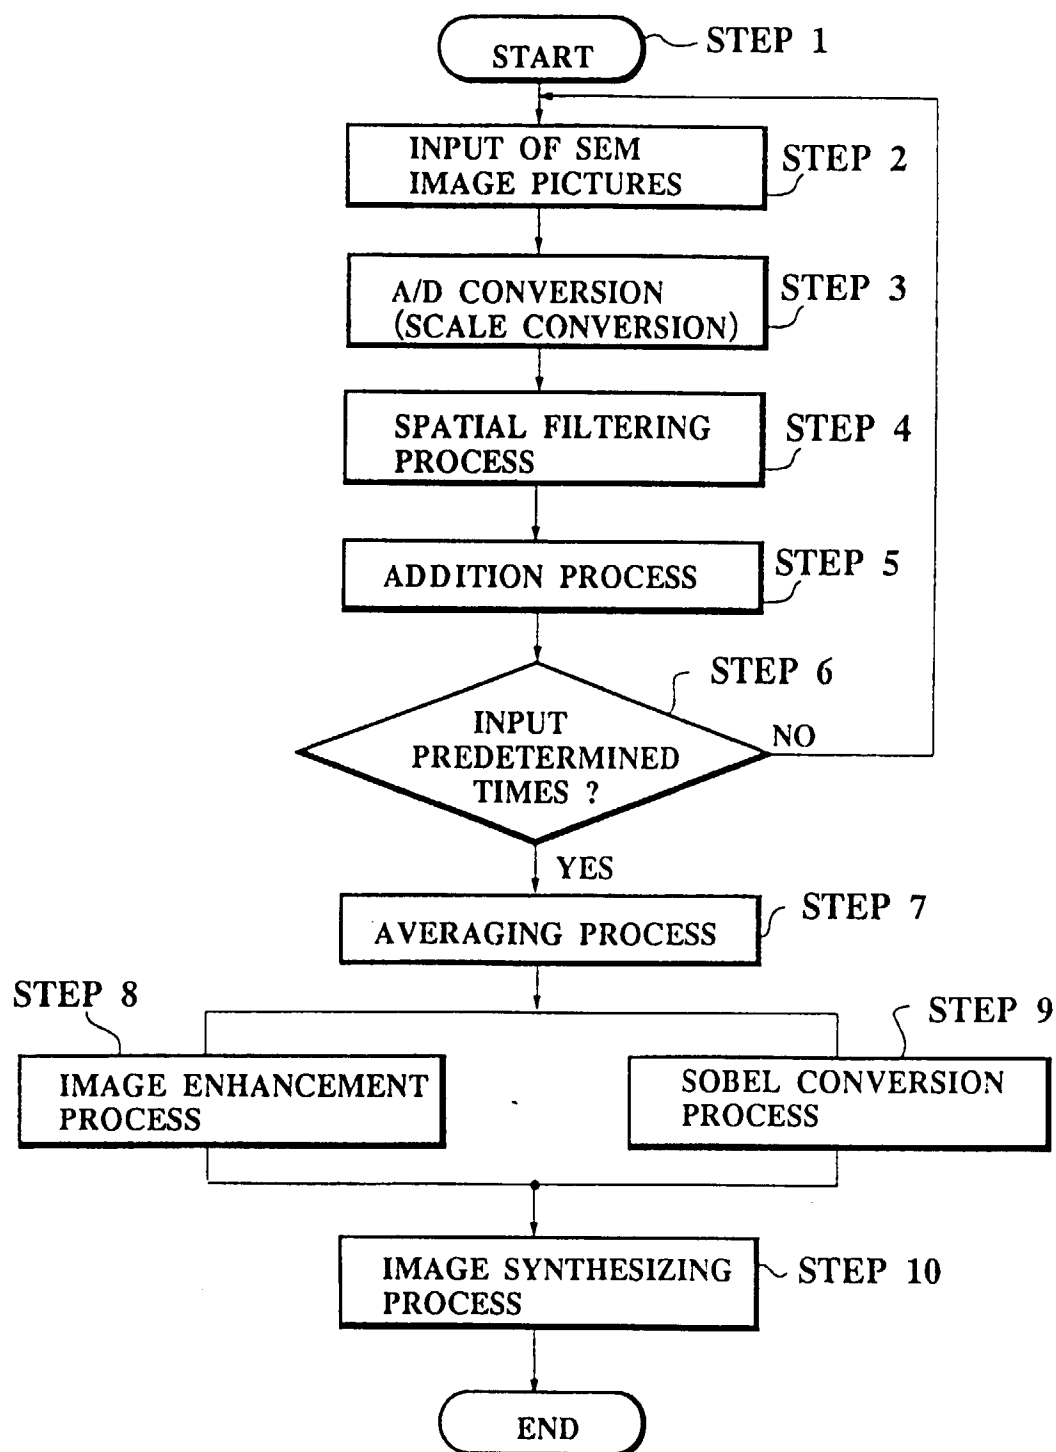 START
STEP 1
INPUT OF SEM
IMAGE PICTURES
STEP 2
A/D CONVERSION
(SCALE CONVERSION)
STEP 3
SPATIAL FILTERING
PROCESS
STEP 4
ADDITION PROCESS
STEP 5
STEP 6
INPUT
PREDETERMINED
TIMES ?
NO
YES
AVERAGING PROCESS
STEP 7
STEP 8
IMAGE ENHANCEMENT
PROCESS
STEP 9
SOBEL CONVERSION
PROCESS
IMAGE SYNTHESIZING
PROCESS
STEP 10
END